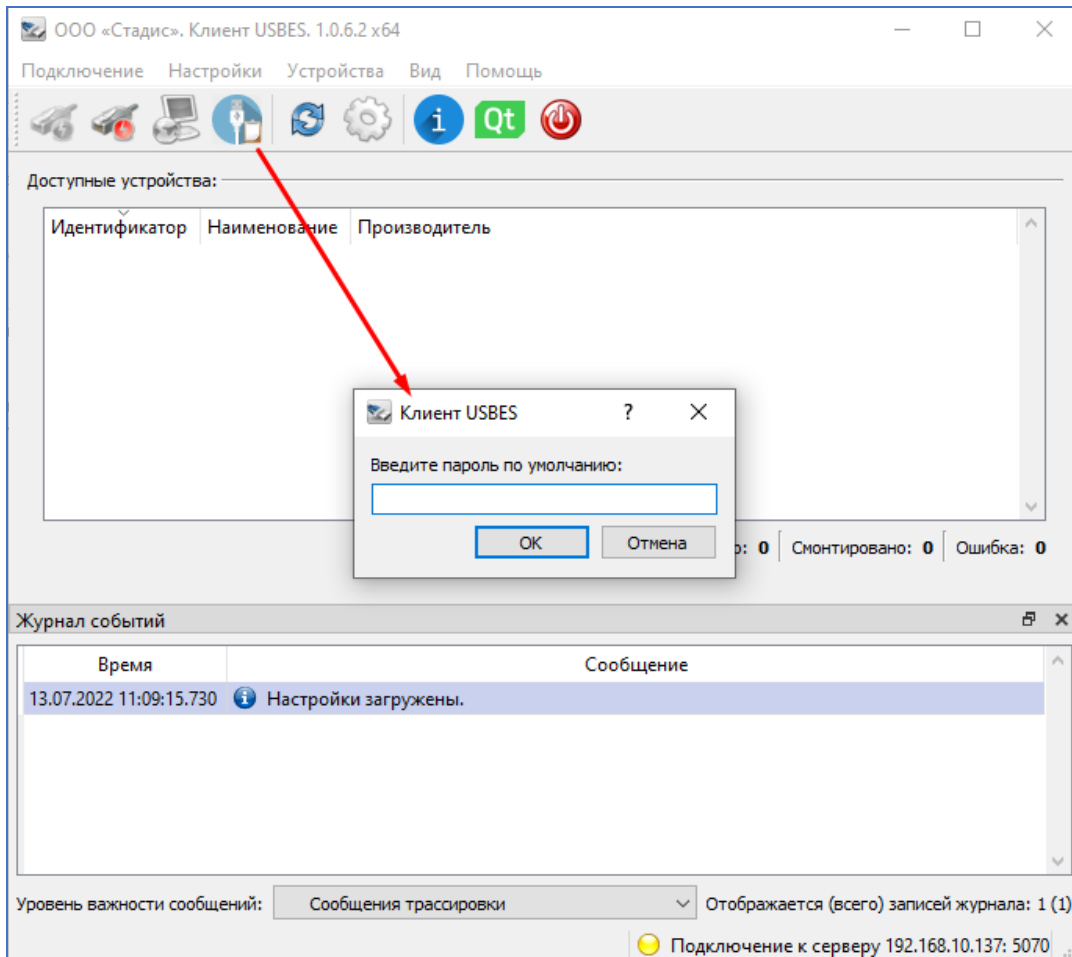 ООО «Стадис». Клиент USBES. 1.0.6.2 x64
Подключение Настройки Устройства Вид Помощь
i Qt
Доступные устройства:
Идентификатор Наименование Производитель
Клиент USBES ?
Введите пароль по умолчанию:
OK Отмена
0 Смонтировано: 0 Ошибка: 0
Журнал событий
Время Сообщение
13.07.2022 11:09:15.730 Настройки загружены.
Уровень важности сообщений: Сообщения трассировки Отображается (всего) записей журнала: 1 (1)
Подключение к серверу 192.168.10.137: 5070